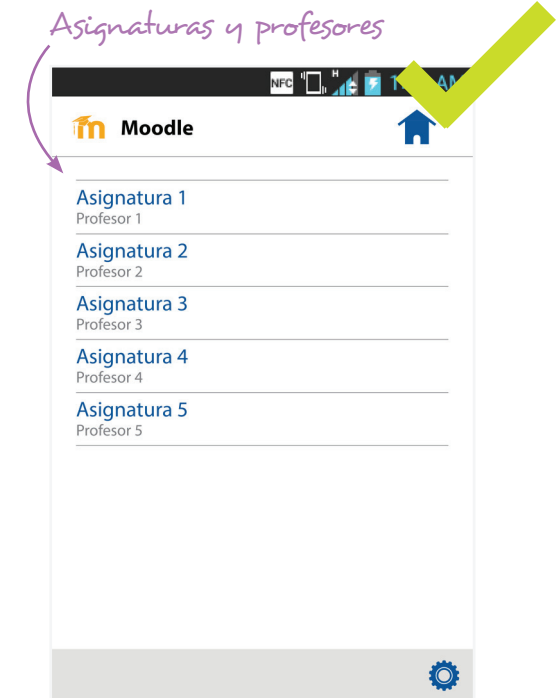 Asignaturas y profesores
NFC H
Moodle
Asignatura 1
Profesor 1
Asignatura 2
Profesor 2
Asignatura 3
Profesor 3
Asignatura 4
Profesor 4
Asignatura 5
Profesor 5